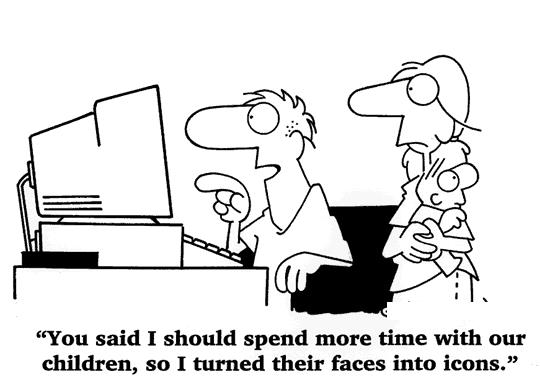 “You said I should spend more time with our
children, so I turned their faces into icons.”